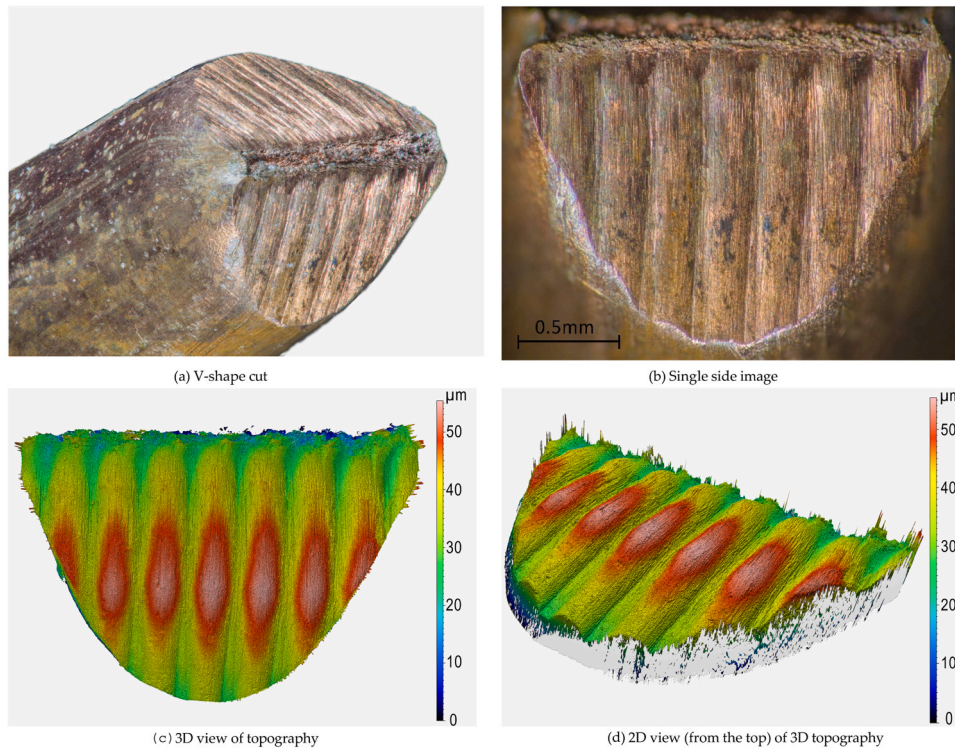 (a) V-shape cut
0.5mm
(b) Single side image
µm
50
40
30
20
10
0
(c) 3D view of topography
µm
50
40
30
20
10
0
(d) 2D view (from the top) of 3D topography